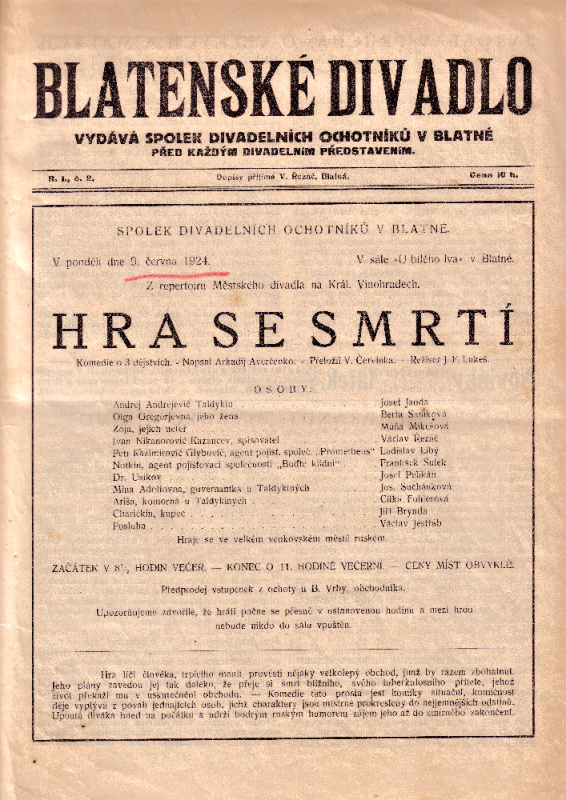 BLATENSKÉ DIVADLO
VYDÁVÁ SPOLEK DIVADELNÍCH OCHOTNÍKŮ V BLATNÉ
PŘED KAŽDÝM DIVADELNÍM PŘEDSTAVENÍM.
R. I., č. 2. Dopisy přijímá V. Řezáč, Blatná. Cena 10 h.
SPOLEK DIVADELNÍCH OCHOTNÍKŮ V BLATNÉ.
V pondělí dne 9. června 1924. V sále »U bílého lva« v Blatné.
Z repertoiru Městského divadla na Král. Vinohradech.
HRA SE SMRTÍ
Komedie o 3 dějstvích. - Napsal Arkadij Averčenko. - Přeložil V. Červinka. - Režiser J. F. Lukeš.
OSOBY:
Andrej Andrejevič Taldykin Josef Janda
Olga Gregorjevna, jeho žena Berta Saráková
Zoja, jejich neteř Máňa Mikešová
Ivan Nikanorovič Kazancev, spisovatel Václav Řezáč
Petr Kazimirovič Glybovič, agent pojist. společ. „Prometheus" Ladislav Libý
Notkin, agent pojišťovací společnosti „Buďte klidni" František Šulek
Dr. Usikov Josef Pelikán
Mina Adolfovna, guvernantka u Taldykiných Jos. Suchánková
Ariša, komorná u Taldykiných Cilka Foldérová
Charičkin, kupec Jiří Brynda
Posluha Václav Jestřáb
Hraje se ve velkém venkovském městě ruském.
ZAČÁTEK V 8½ HODIN VEČER. — KONEC O 11. HODINĚ VEČERNÍ. — CENY MÍST OBVYKLÉ.
Předprodej vstupenek z ochoty u B. Vrby, obchodníka.
Upozorňujeme zdvořile, že hráti počne se přesně v ustanovenou hodinu a mezi hrou
nebude nikdo do sálu vpuštěn.
Hra líčí člověka, trpícího manií, provésti nějaký velkolepý obchod, jímž by rázem zbohatnul.
Jeho plány zavedou jej tak daleko, že přeje si smrti bližního, svého tuberkulosního přítele, jehož
život překáží mu v uskutečnění obchodu. — Komedie tato prosta jest komiky situační, komičnost
děje vyplývá z povah jednajících osob, jichž charaktery jsou mistrně prokresleny do nejjemnějších odstínů.
Upoutá diváka hned na počátku a udrží bodrým ruským humorem zájem jeho až do smírného zakončení.